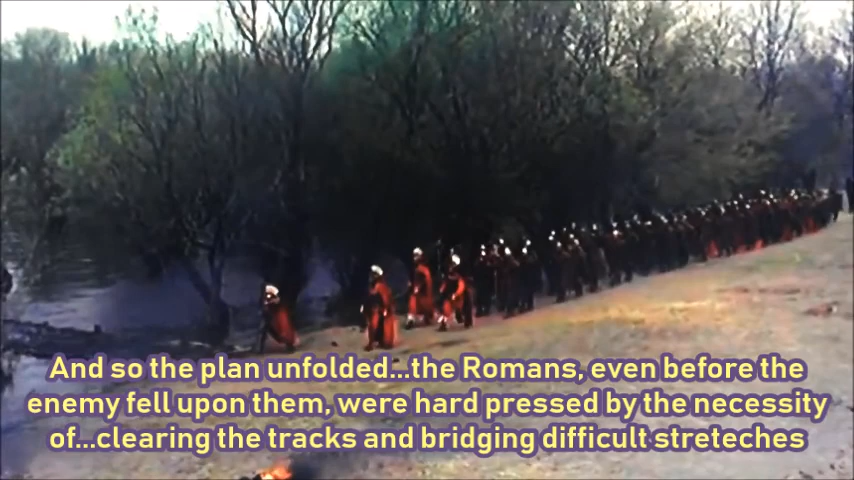 And so the plan unfolded...the Romans, even before the
enemy fell upon them, were hard pressed by the necessity
of...clearing the tracks and bridging difficult streteches